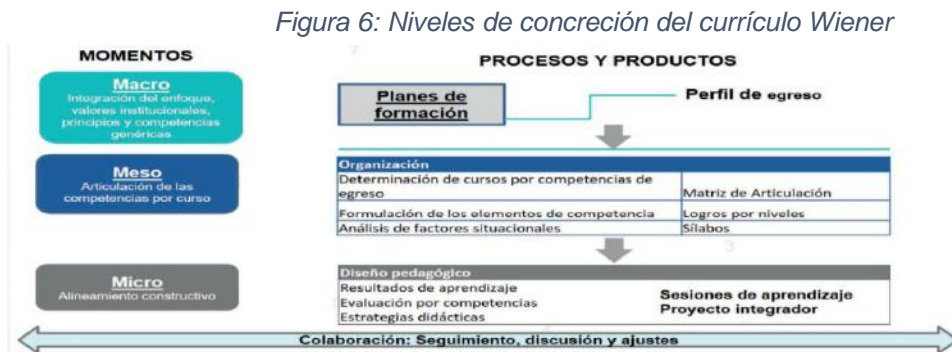 Figura 6: Niveles de concreción del currículo Wiener
MOMENTOS
PROCESOS Y PRODUCTOS
Macro
Integración del enfoque,
valores institucionales,
principios y competencias
genéricas
Planes de
formación
Perfil de egreso
Meso
Articulación de las
competencias por curso
Organización
Determinación de cursos por competencias de
egreso
Matriz de Articulación
Formulación de los elementos de competencia
Logros por niveles
Análisis de factores situacionales
Sílabos
Micro
Alineamiento constructivo
Diseño pedagógico
Resultados de aprendizaje
Evaluación por competencias
Estrategias didácticas
Sesiones de aprendizaje
Proyecto integrador
Colaboración: Seguimiento, discusión y ajustes